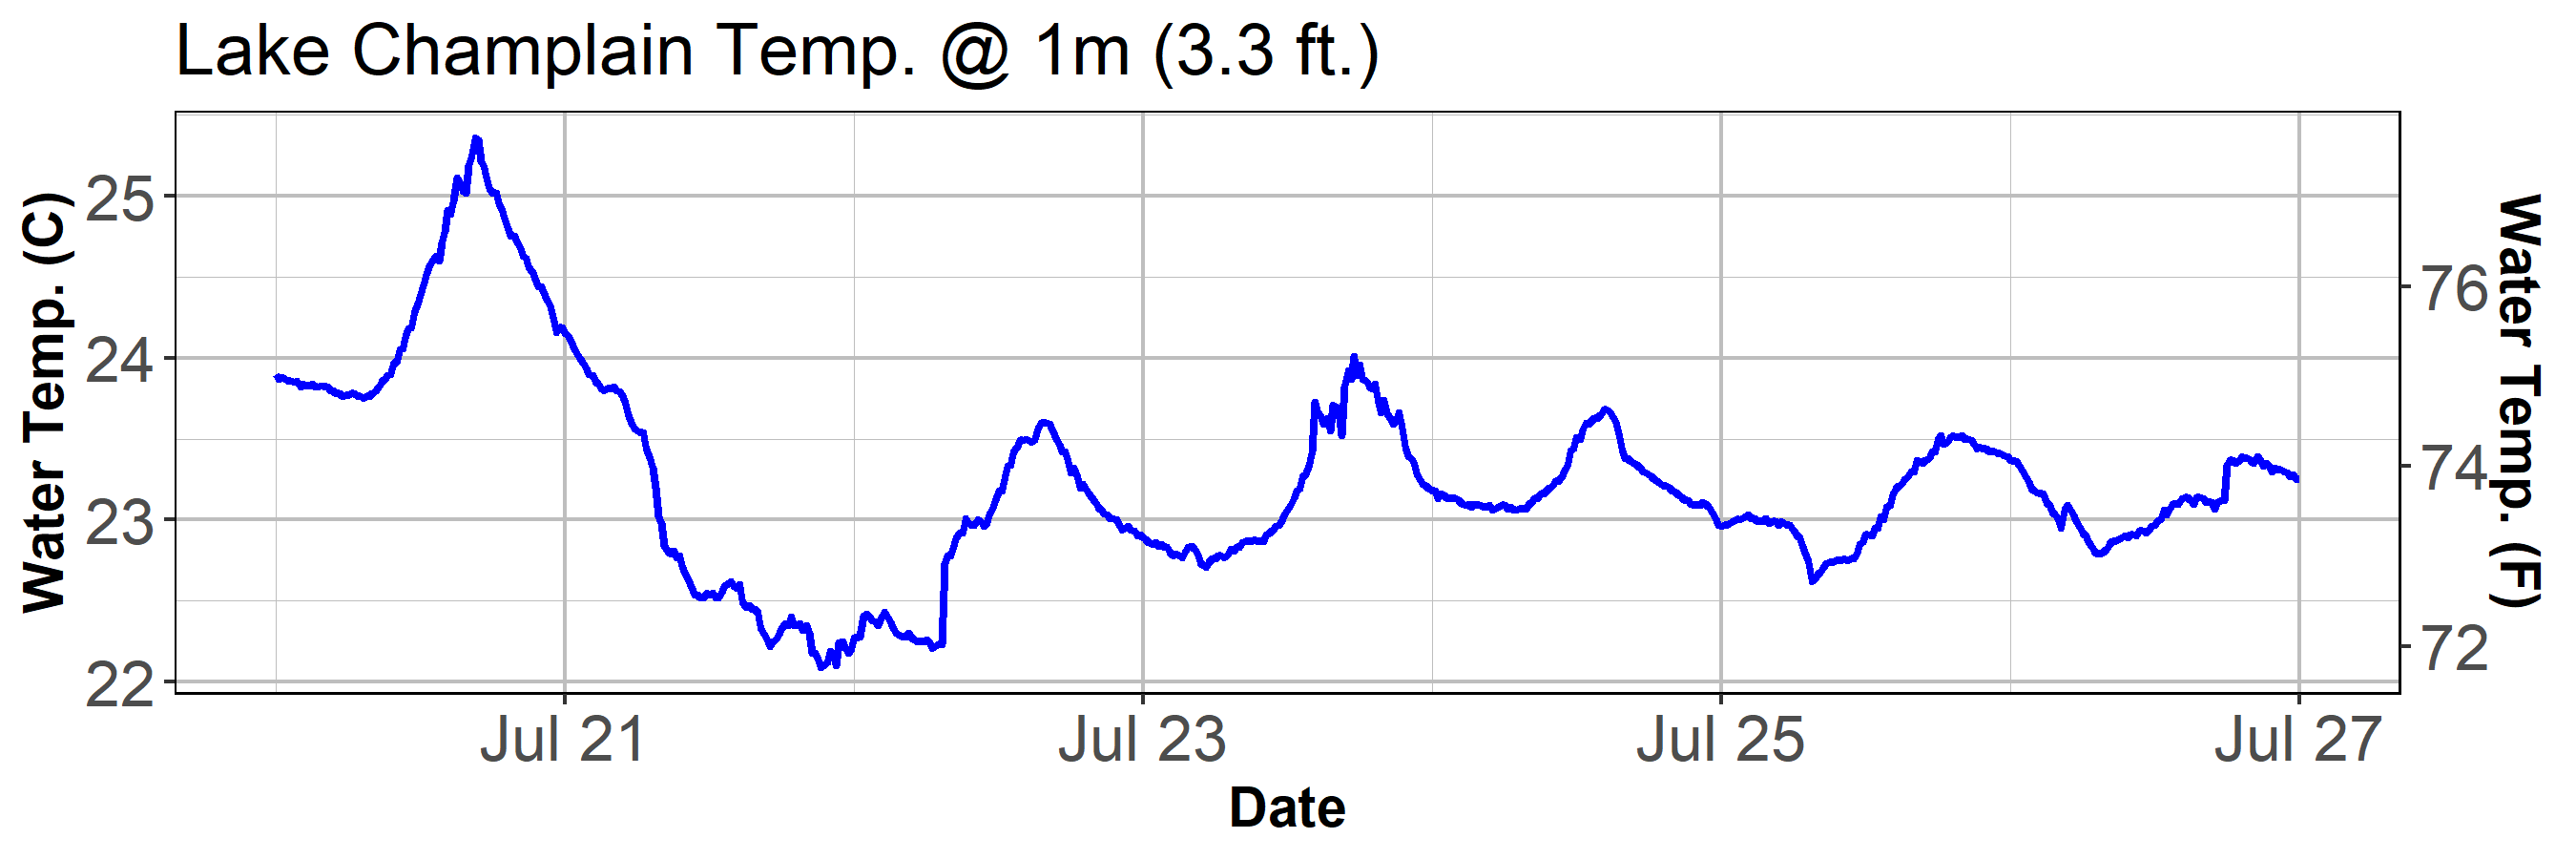 Lake Champlain Temp. @ 1m (3.3 ft.)
Water Temp. (C)
25
24
23
22
76
74
72
Water Temp. (F)
Jul 21 Jul 23 Jul 25 Jul 27
Date